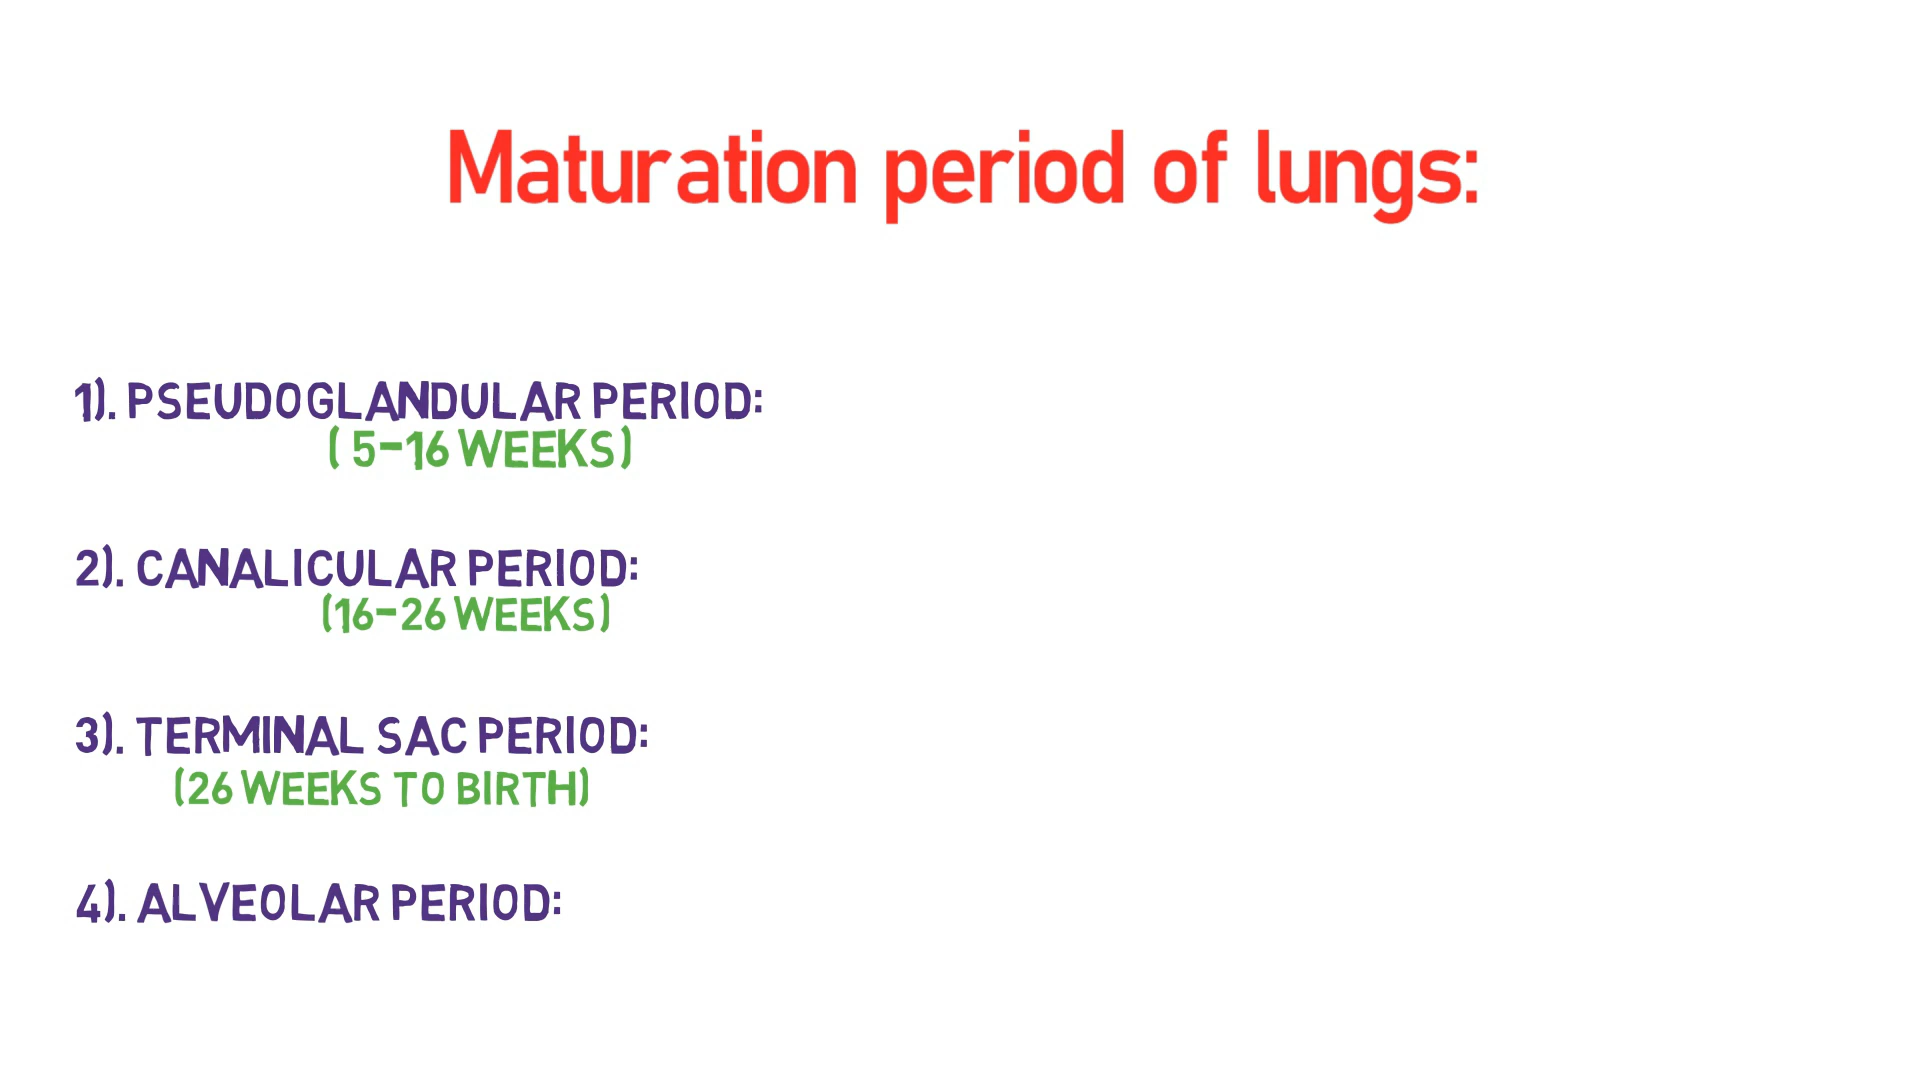 Maturation period of lungs:
1). PSEUDOGLANDULAR PERIOD:
( 5-16 WEEKS)
2). CANALICULAR PERIOD:
(16-26 WEEKS)
3). TERMINAL SAC PERIOD:
(26 WEEKS TO BIRTH)
4). ALVEOLAR PERIOD: